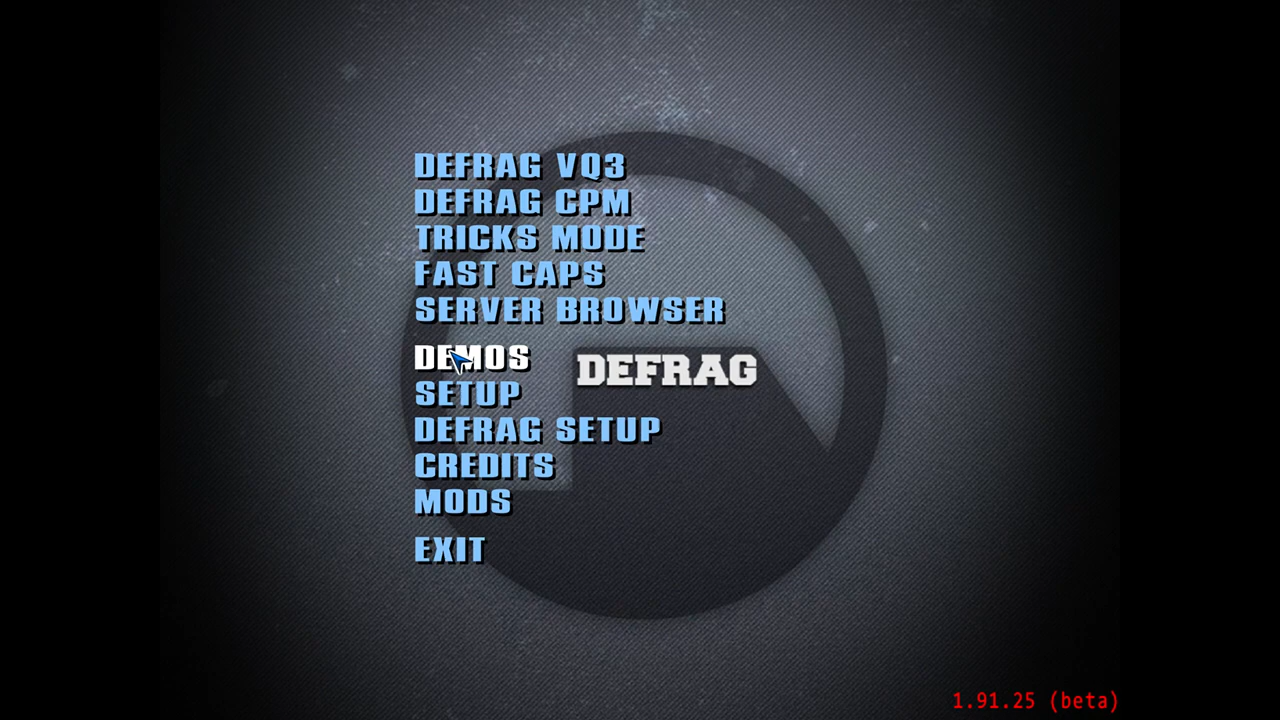 DEFRAG VQ3
DEFRAG CPM
TRICKS MODE
FAST CAPS
SERVER BROWSER
DEMOS
DEFRAG
SETUP
DEFRAG SETUP
CREDITS
MODS
EXIT
1.91.25 (beta)